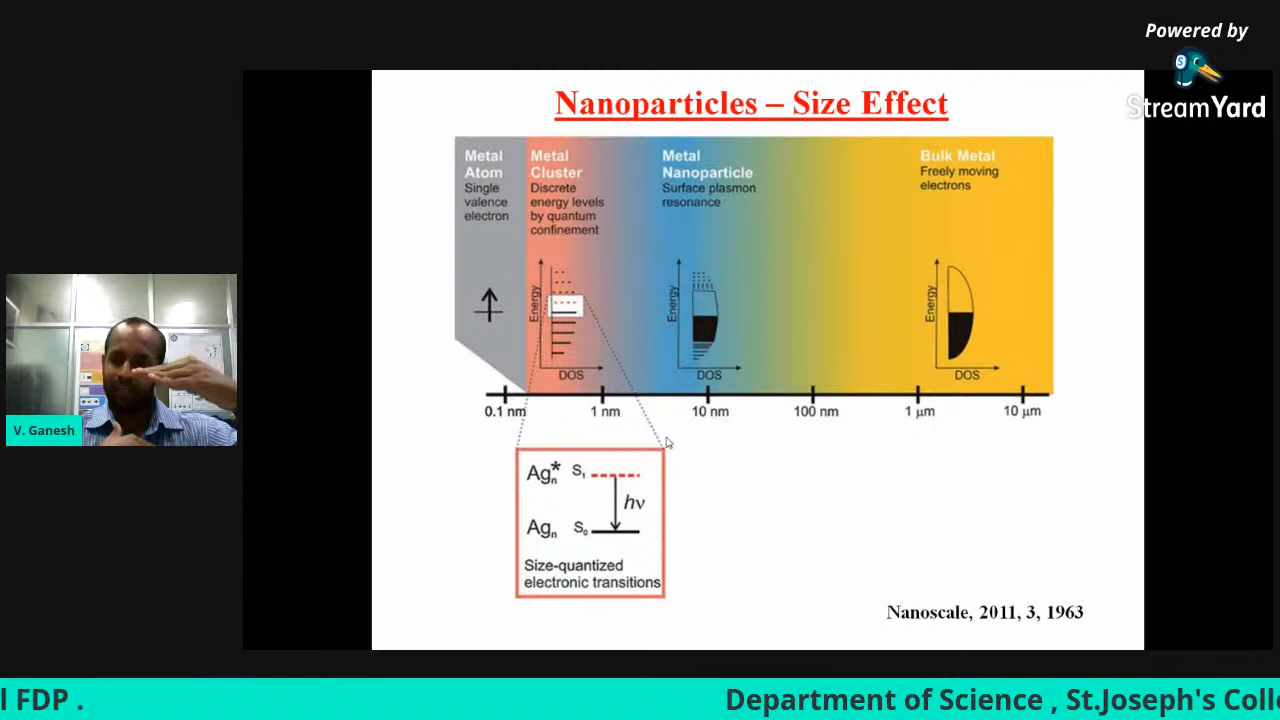 Powered by
StreamYard
Nanoparticles – Size Effect
Metal
Atom
Single
valence
electron
Metal
Cluster
Discrete
energy levels
by quantum
confinement
Metal
Nanoparticle
Surface plasmon
resonance
Bulk Metal
Freely moving
electrons
Energy
DOS
Energy
DOS
Energy
DOS
0.1 nm
1 nm
10 nm
100 nm
1 μm
10 μm
V. Ganesh
Agn* S1
hν
Agn S0
Size-quantized
electronic transitions
Nanoscale, 2011, 3, 1963
l FDP .
Department of Science , St.Joseph's Coll